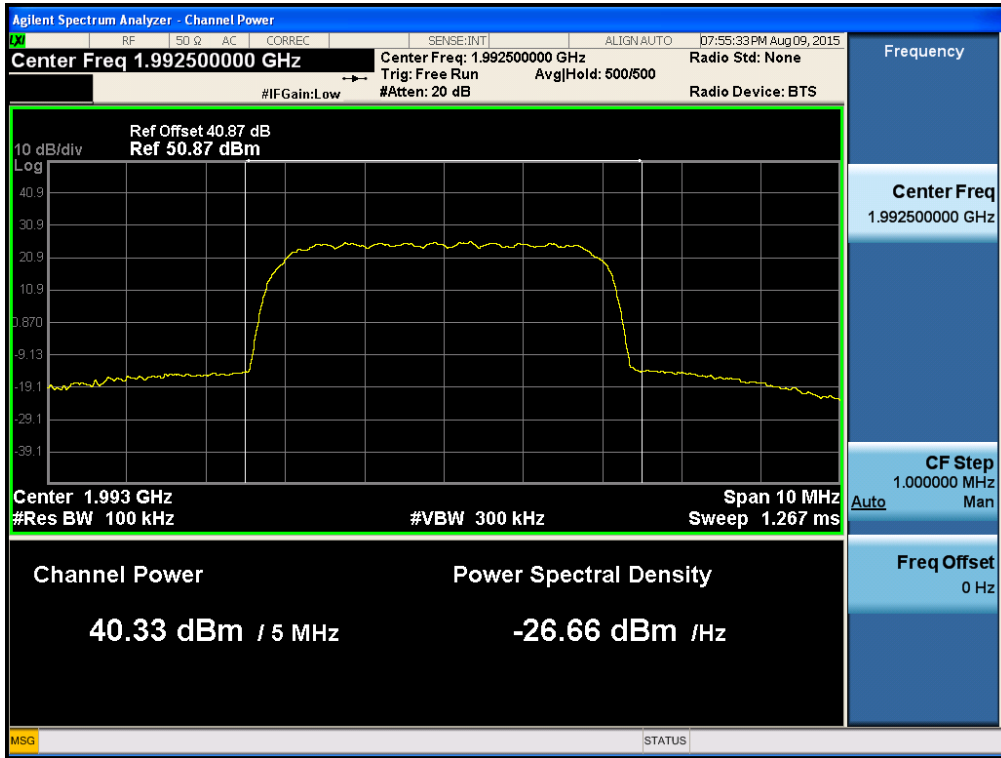 Agilent Spectrum Analyzer - Channel Power
LXI RF 50 Ω AC CORREC SENSE:INT ALIGN AUTO 07:55:33 PM Aug 09, 2015
Center Freq 1.992500000 GHz
Center Freq: 1.992500000 GHz Radio Std: None
Trig: Free Run Avg|Hold: 500/500
#IFGain:Low #Atten: 20 dB Radio Device: BTS
Ref Offset 40.87 dB
10 dB/div Ref 50.87 dBm
Log
40.9
30.9
20.9
10.9
0.870
-9.13
-19.1
-29.1
-39.1
Center 1.993 GHz Span 10 MHz
#Res BW 100 kHz #VBW 300 kHz Sweep 1.267 ms
Channel Power Power Spectral Density
40.33 dBm / 5 MHz -26.66 dBm /Hz
Frequency
Center Freq
1.992500000 GHz
CF Step
1.000000 MHz
Auto Man
Freq Offset
0 Hz
MSG STATUS